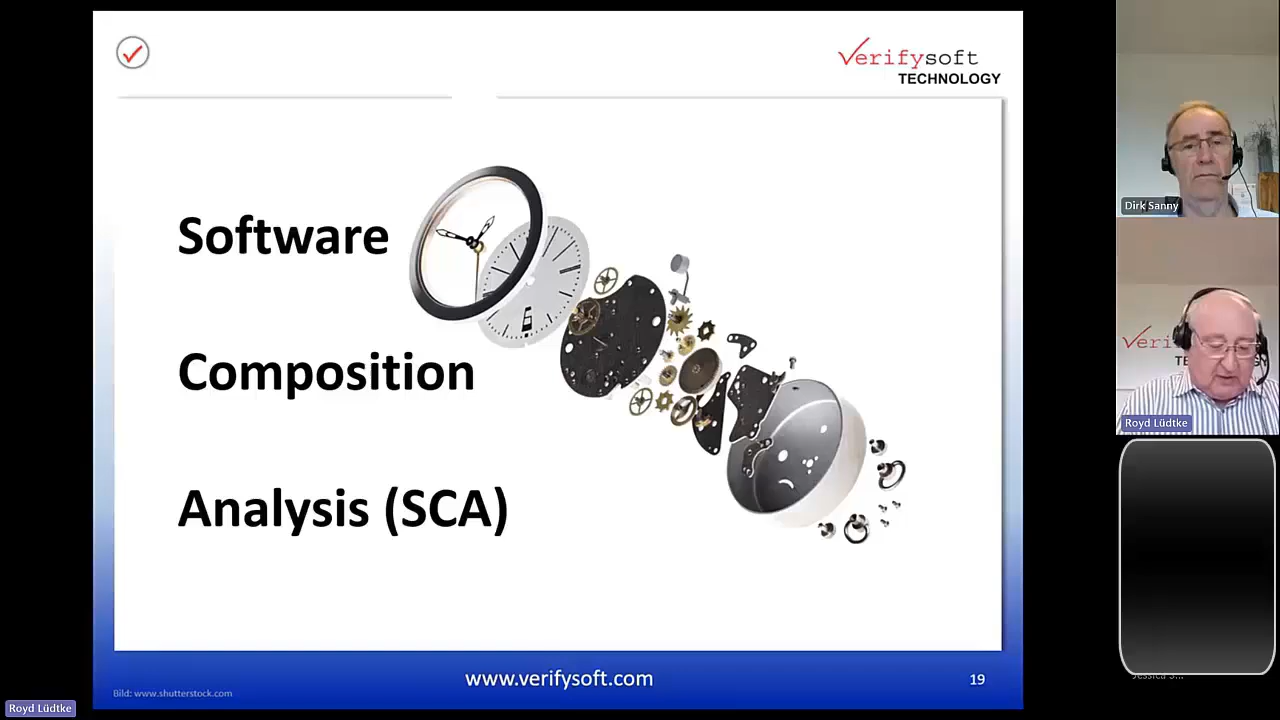 Verifysoft
TECHNOLOGY
Software
Composition
Analysis (SCA)
www.verifysoft.com
Bild: www.shutterstock.com
19
Dirk Sanny
Royd Lüdtke
Royd Lüdtke